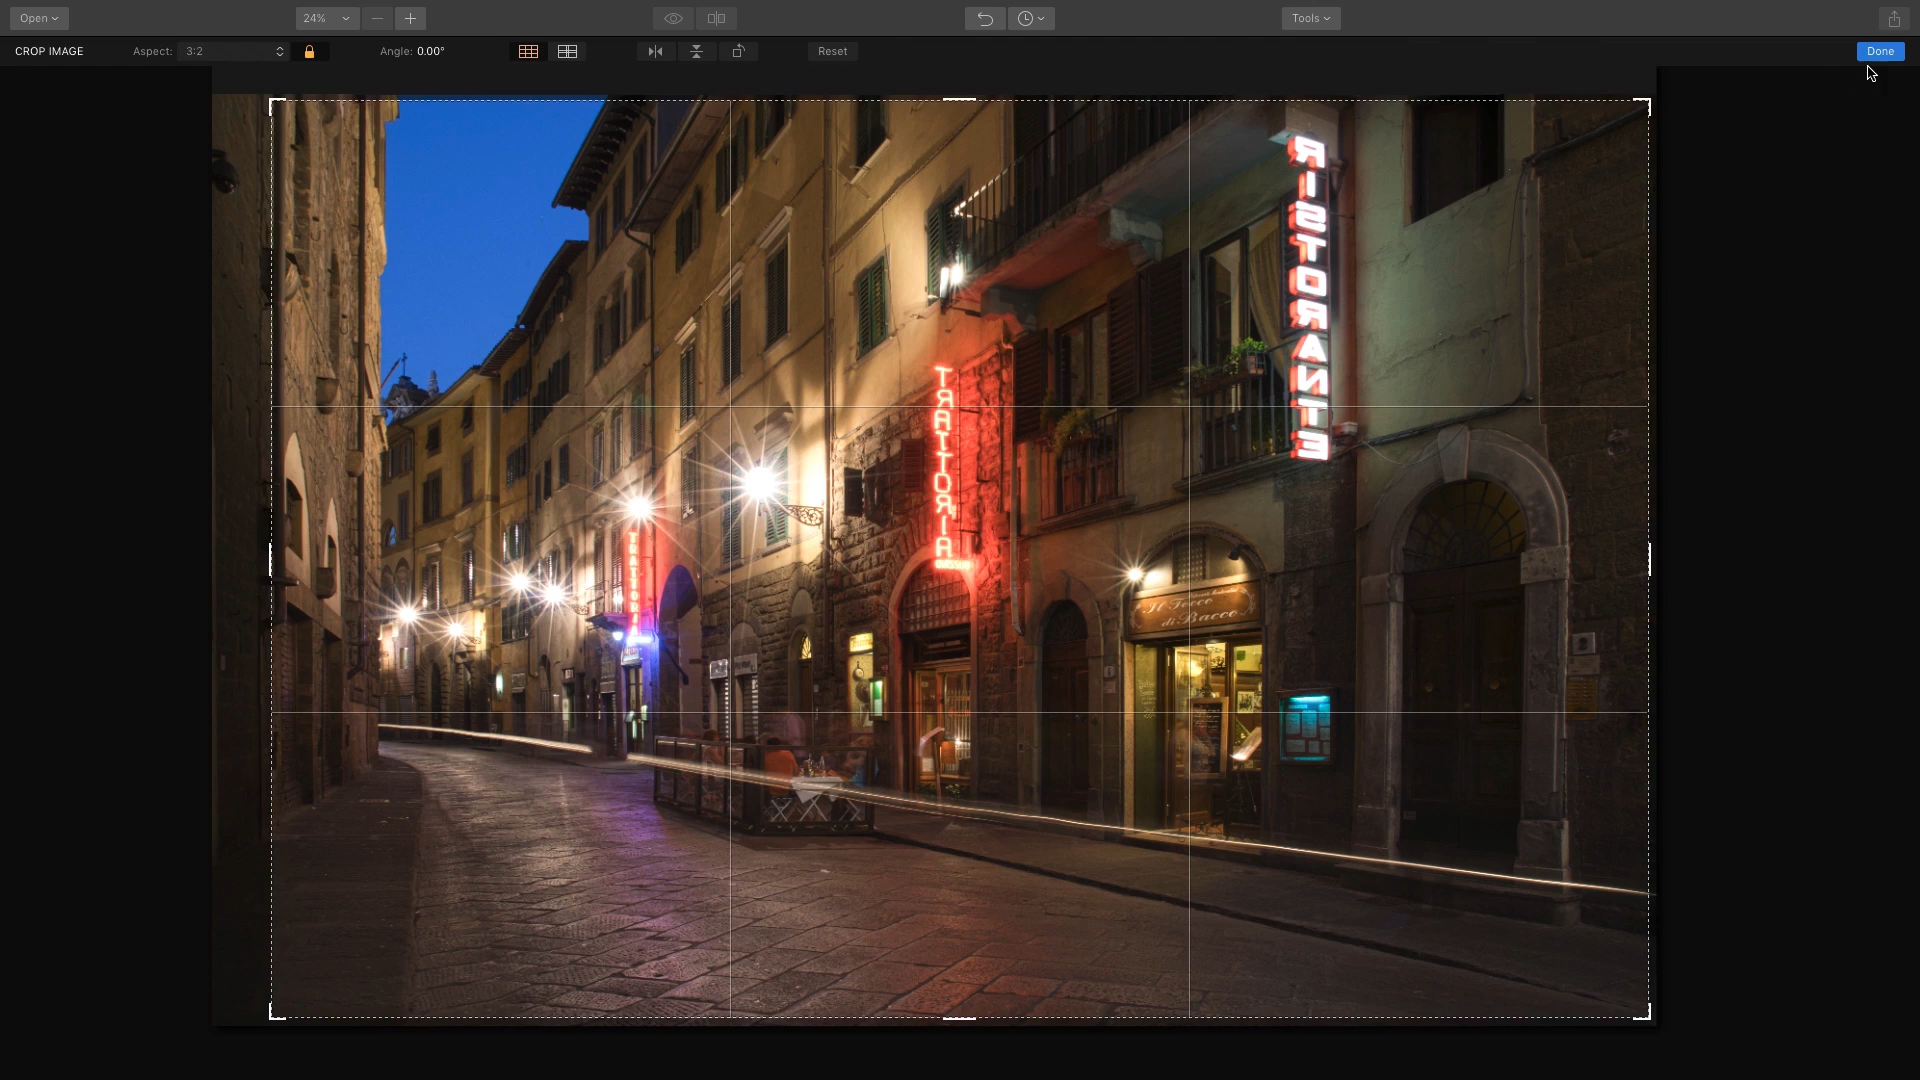 Open
24%
Tools
CROP IMAGE
Aspect: 3:2
Angle: 0.00°
Reset
Done
RISTORANTE
TRATTORIA
TRATTORIA
Il Tocco
di Bacco